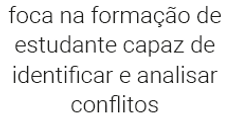 foca na formação de
estudante capaz de
identificar e analisar
conflitos